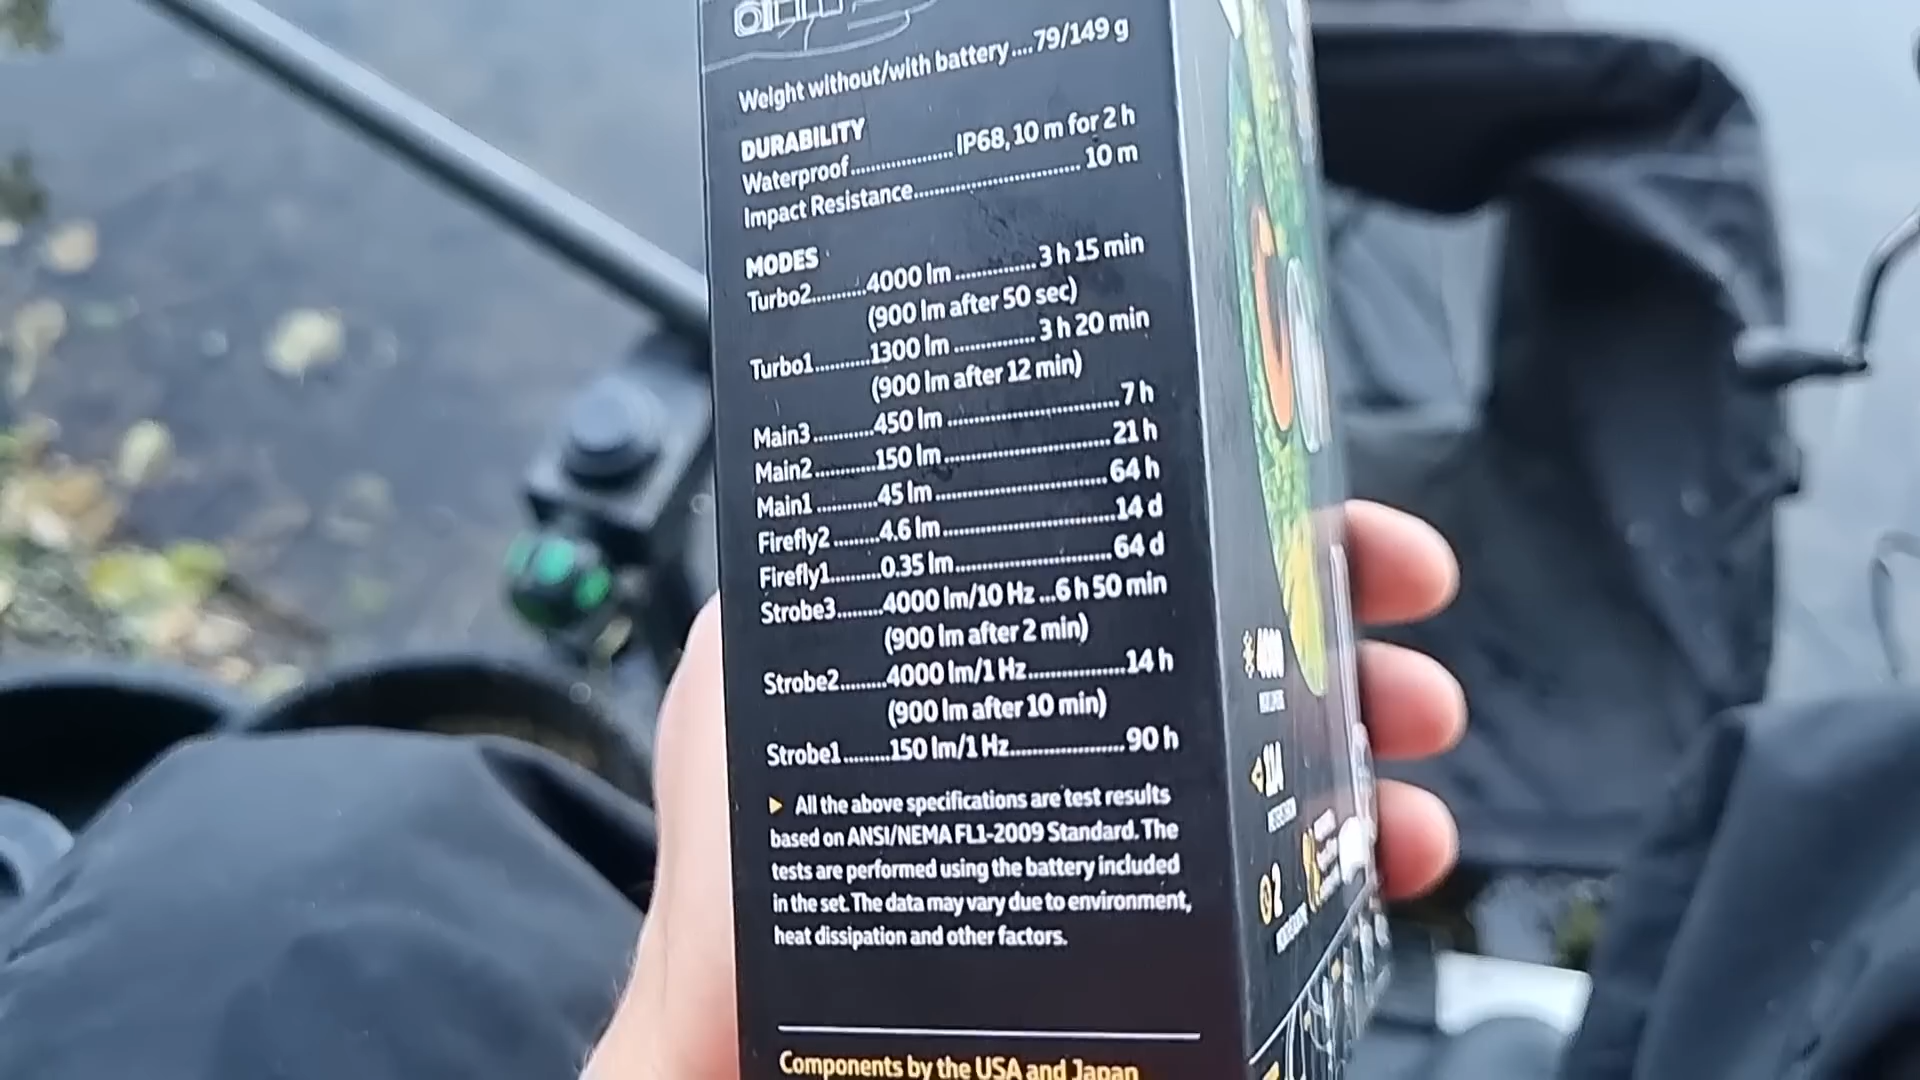 Weight without/with battery....79/149 g
DURABILITY
Waterproof.................. IP68, 10 m for 2 h
Impact Resistance............................ 10 m
MODES
Turbo2..........4000 lm ...............3 h 15 min
(900 lm after 50 sec)
Turbo1..........1300 lm ............... 3 h 20 min
(900 lm after 12 min)
Main3...........450 lm ...............................7 h
Main2...........150 lm...............................21 h
Main1 ..........45 lm...............................64 h
Firefly2 ........4.6 lm...............................14 d
Firefly1.........0.35 lm............................64 d
Strobe3........4000 lm/10 Hz ...6 h 50 min
(900 lm after 2 min)
Strobe2........4000 lm/1 Hz.................14 h
(900 lm after 10 min)
Strobe1........150 lm/1 Hz....................90 h
► All the above specifications are test results
based on ANSI/NEMA FL1-2009 Standard. The
tests are performed using the battery included
in the set. The data may vary due to environment,
heat dissipation and other factors.
Components by the USA and Japan
4000
2